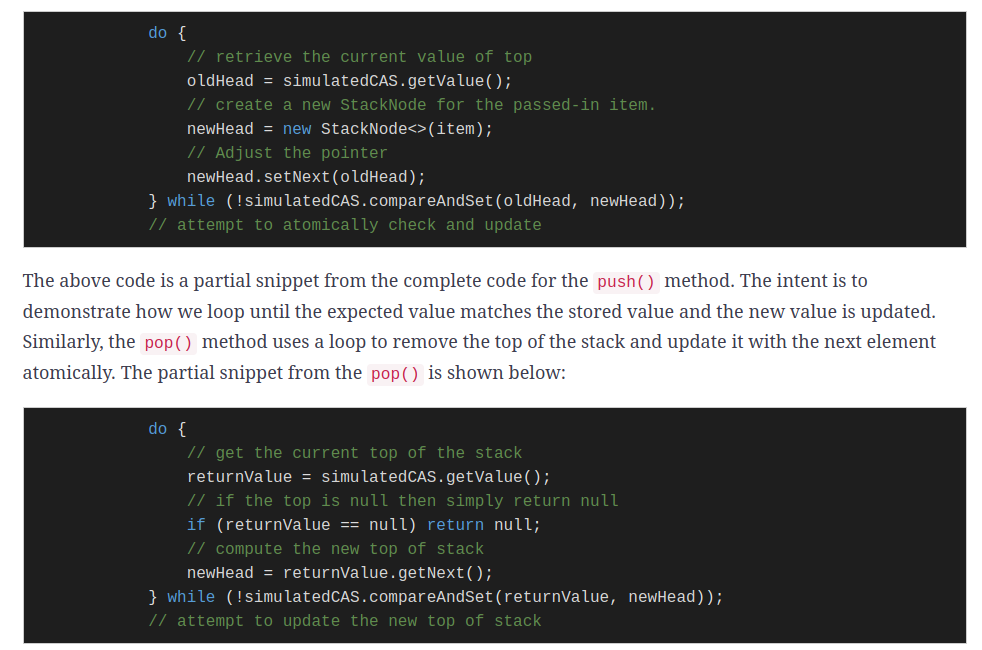 do {
// retrieve the current value of top
oldHead = simulatedCAS.getValue();
// create a new StackNode for the passed-in item.
newHead = new StackNode<>(item);
// Adjust the pointer
newHead.setNext(oldHead);
} while (!simulatedCAS.compareAndSet(oldHead, newHead));
// attempt to atomically check and update
The above code is a partial snippet from the complete code for the push() method. The intent is to
demonstrate how we loop until the expected value matches the stored value and the new value is updated.
Similarly, the pop() method uses a loop to remove the top of the stack and update it with the next element
atomically. The partial snippet from the pop() is shown below:
do {
// get the current top of the stack
returnValue = simulatedCAS.getValue();
// if the top is null then simply return null
if (returnValue == null) return null;
// compute the new top of stack
newHead = returnValue.getNext();
} while (!simulatedCAS.compareAndSet(returnValue, newHead));
// attempt to update the new top of stack